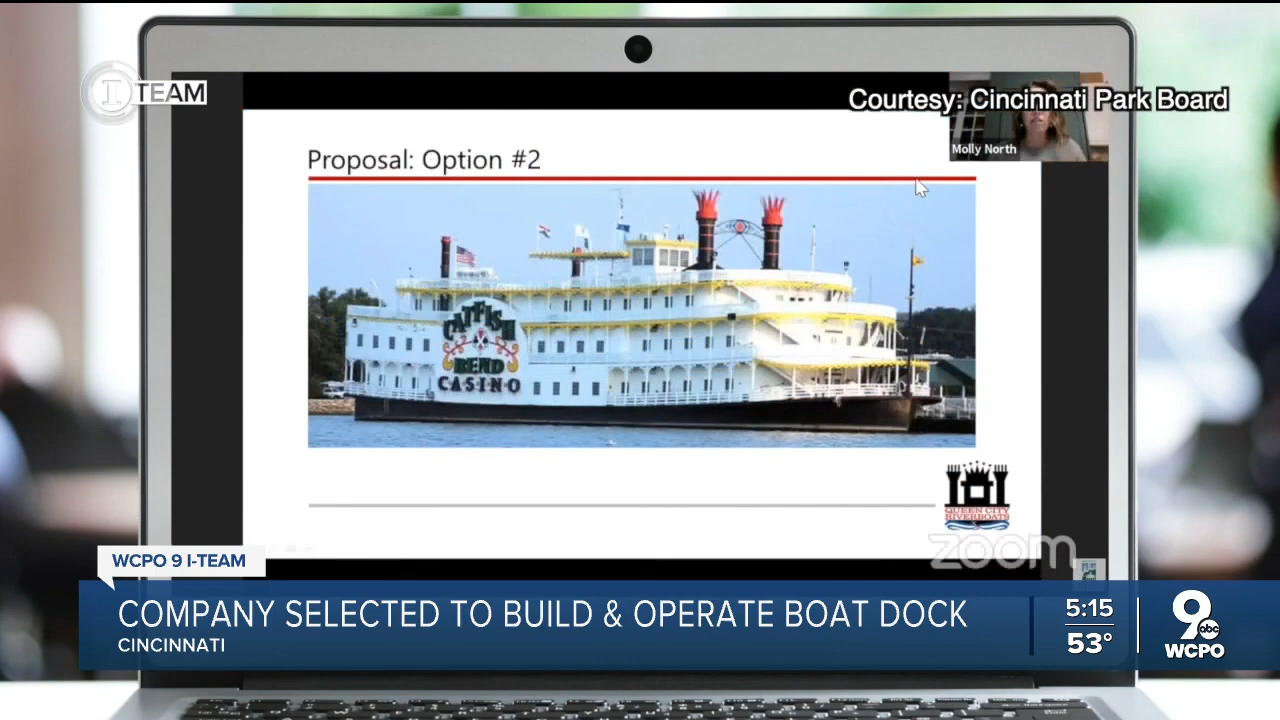 I TEAM
Courtesy: Cincinnati Park Board
Molly North
Proposal: Option #2
CATFISH
BEND
CASINO
QUEEN CITY
RIVERBOATS
zoom
WCPO 9 I-TEAM
COMPANY SELECTED TO BUILD & OPERATE BOAT DOCK
CINCINNATI
5:15
53°
9
abc
WCPO